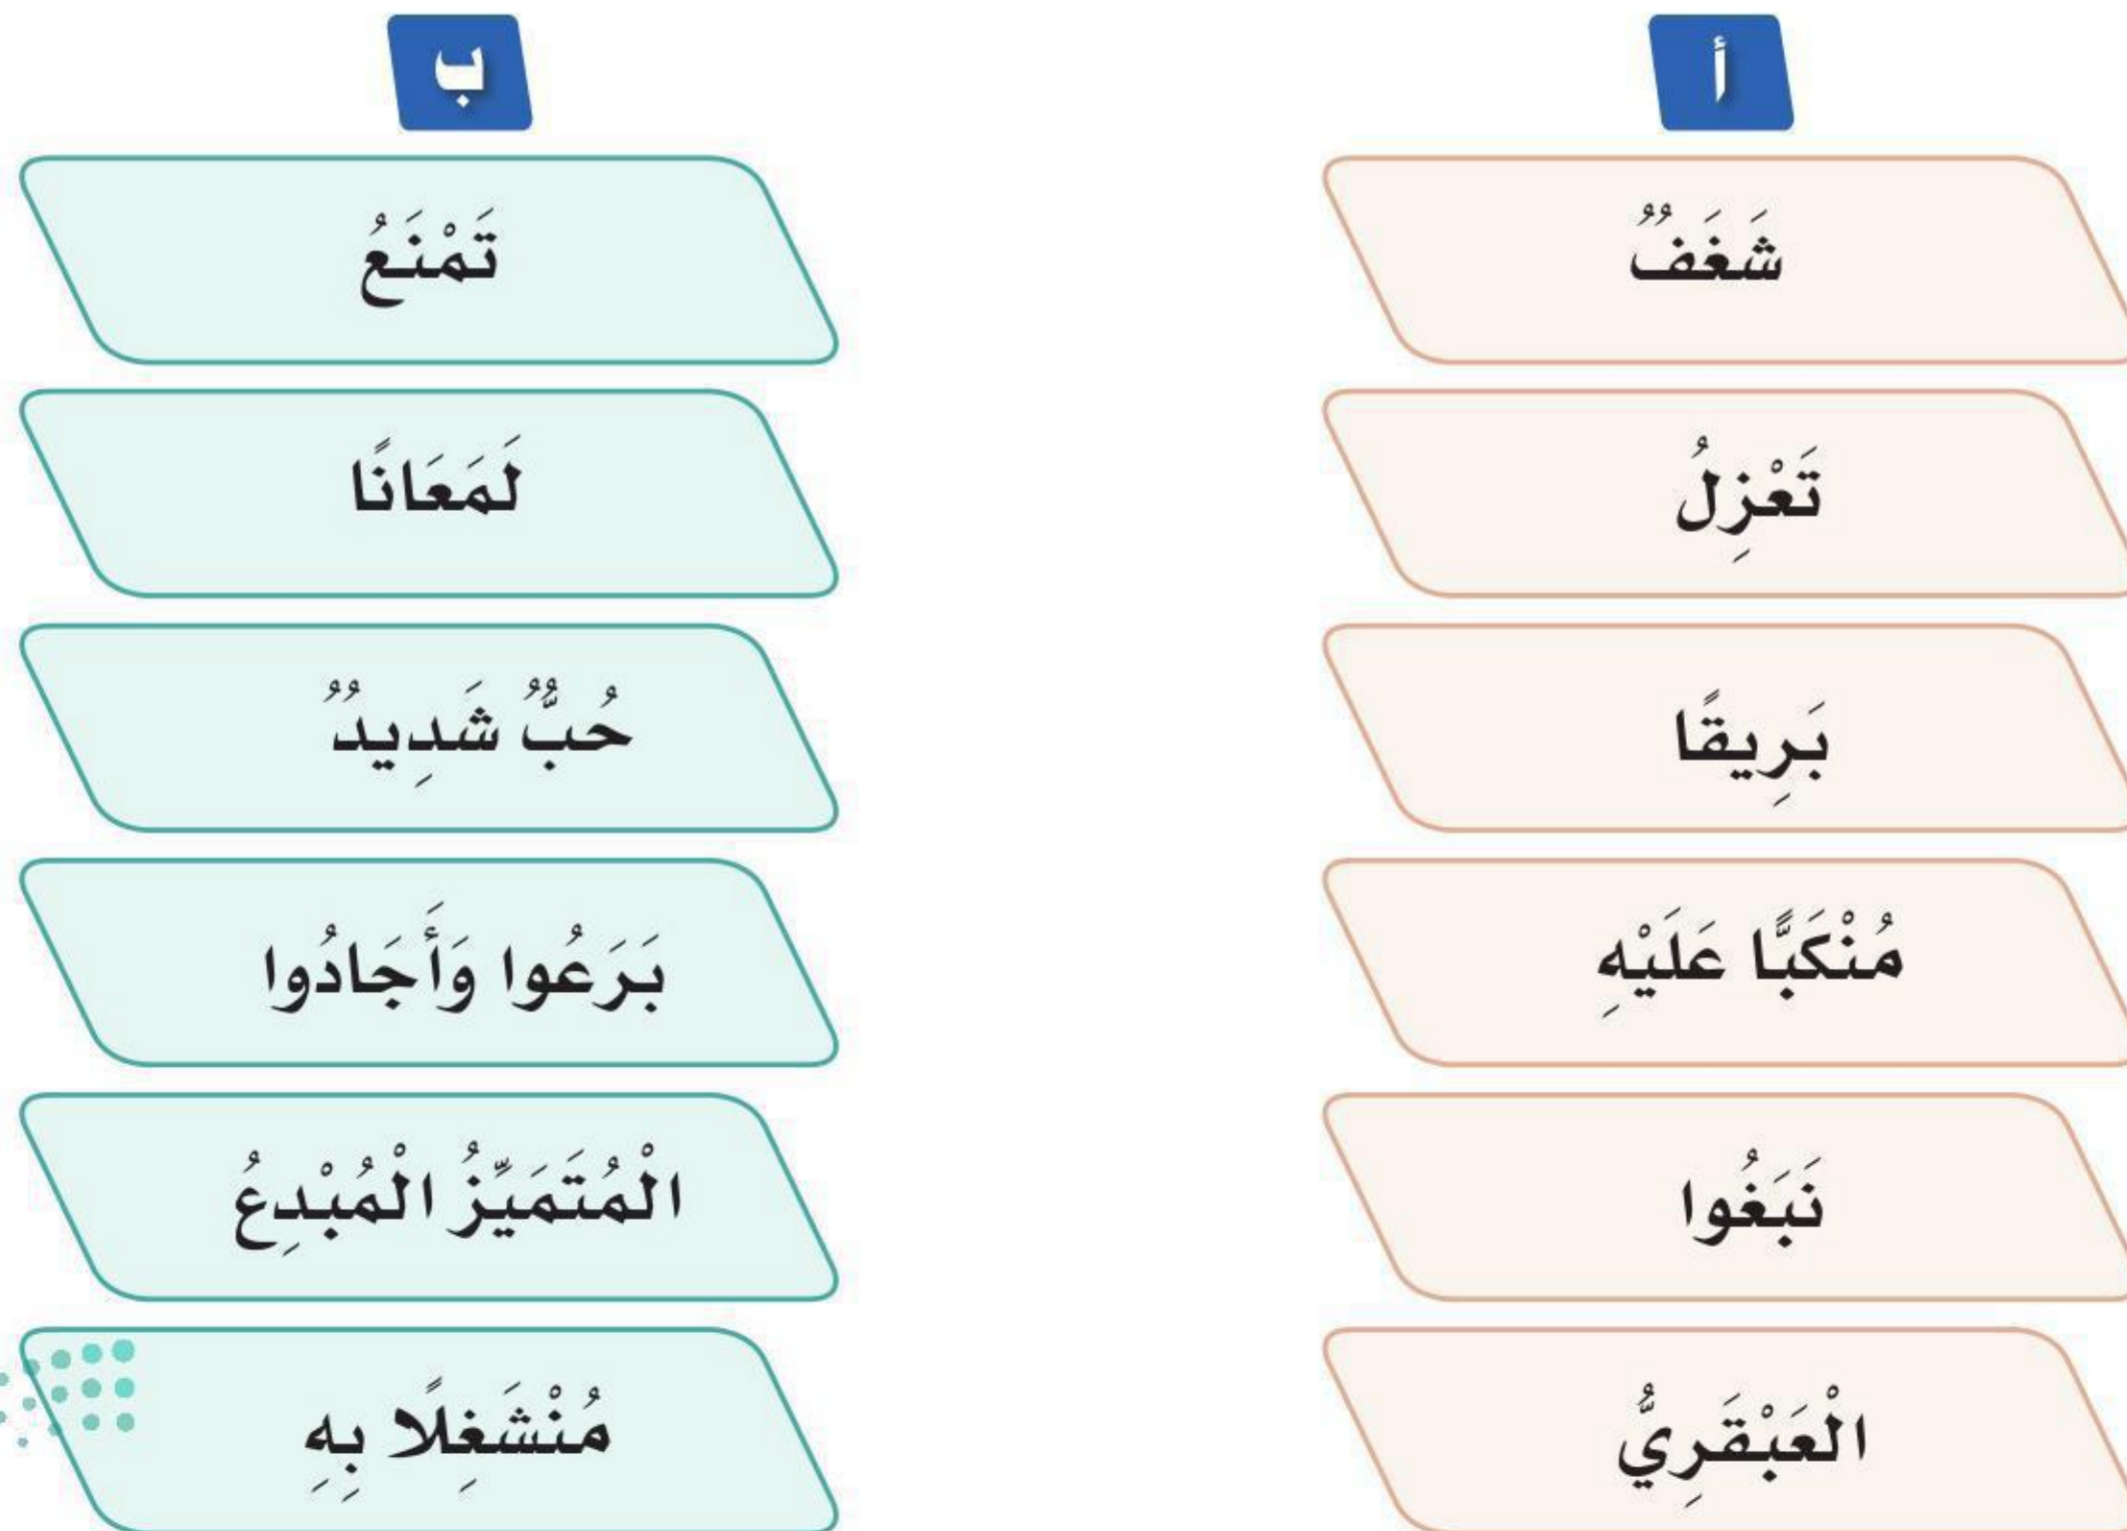 أ
ب
شَغَفٌ
تَمْنَعُ
تَعْزِلُ
لَمَعَانًا
بَرِيقًا
حُبٌّ شَدِيدٌ
مُنْكَبًّا عَلَيْهِ
بَرَعُوا وَأَجَادُوا
نَبَغُوا
الْمُتَمَيِّزُ الْمُبْدِعُ
الْعَبْقَرِيُّ
مُنْشَغِلًا بِهِ